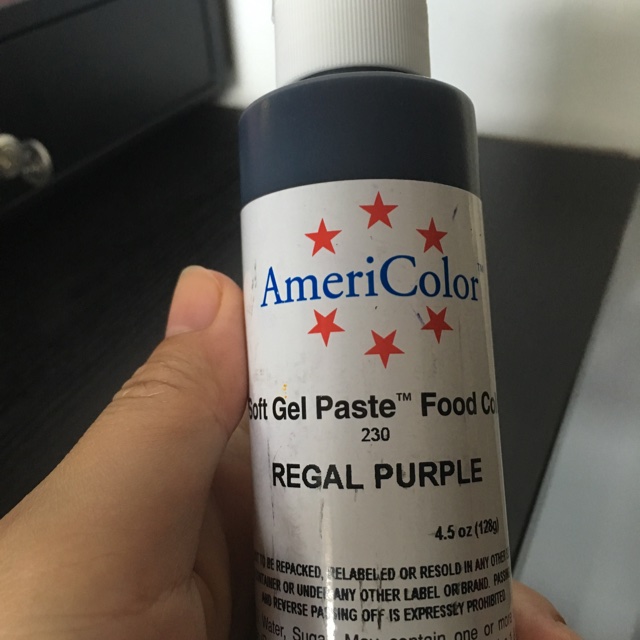 AmeriColor™
Soft Gel Paste™ Food Co
230
REGAL PURPLE
4.5 oz (128g)
TO BE REPACKED, RELABELED OR RESOLD IN ANY OTHER
OR UNDER ANY OTHER LABEL OR BRAND. PASSING
AND REVERSE PASSING OFF IS EXPRESSLY PROHIBITED
Water, Sugar May contain one or more